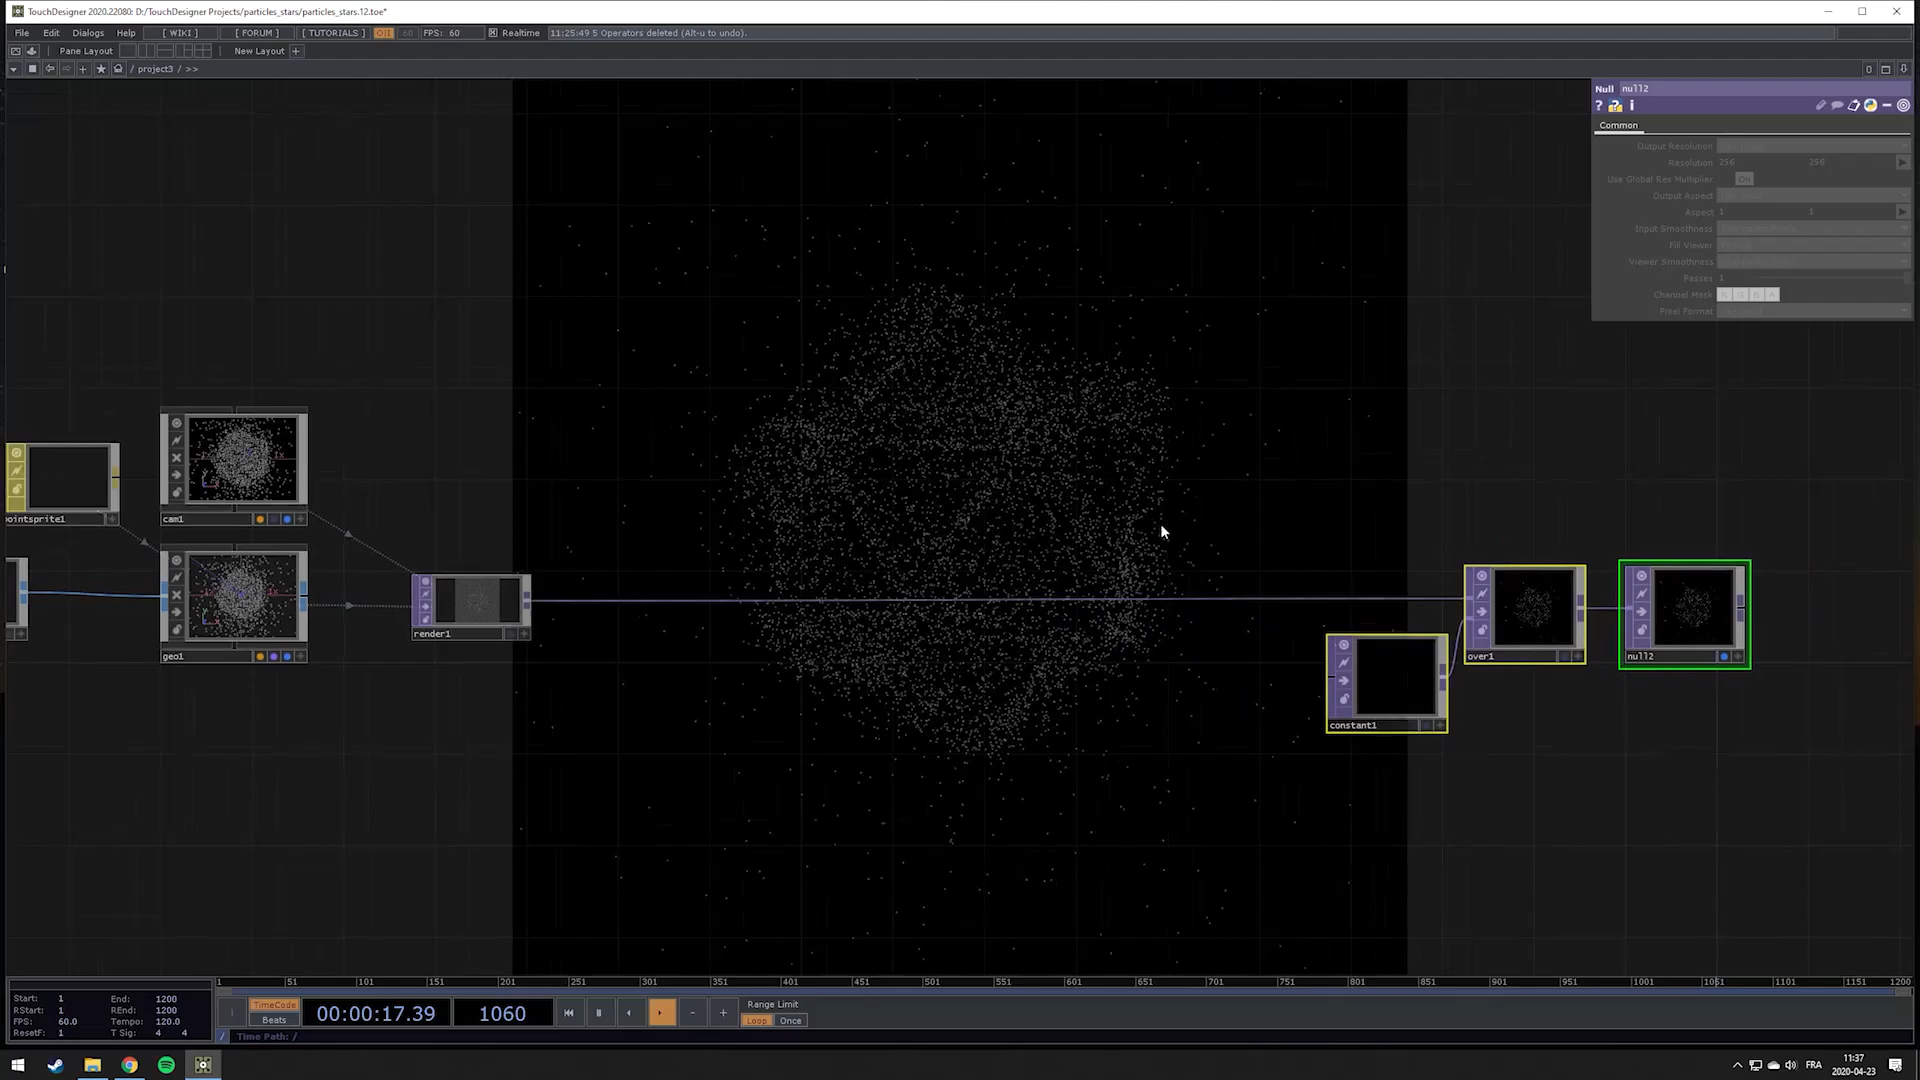 TouchDesigner 2020.22080: D:/TouchDesigner Projects/particles_stars/particles_stars.12.toe*
File Edit Dialogs Help [ WIKI ] [ FORUM ] [ TUTORIALS ] O|I 60 FPS: 60 Realtime 11:25:49 5 Operators deleted (Alt-u to undo).
Pane Layout New Layout +
/ project3 / >>
0
Null null2
? ? i
Common
Output Resolution
Resolution 256 256
Use Global Res Multiplier On
Output Aspect
Aspect 1 1
Input Smoothness
Fill Viewer
Viewer Smoothness
Passes 1
Channel Mask R G B A
Pixel Format
pointsprite1
cam1
geo1
render1
constant1
over1
null2
1 51 101 151 201 251 301 351 401 451 501 551 601 651 701 751 801 851 901 951 1001 1051 1101 1151 1200
Start: 1 End: 1200
RStart: 1 REnd: 1200
FPS: 60.0 Tempo: 120.0
ResetF: 1 T Sig: 4 4
TimeCode
Beats
00:00:17.39
1060
Range Limit
Loop Once
/ Time Path: /
FRA
11:37
2020-04-23